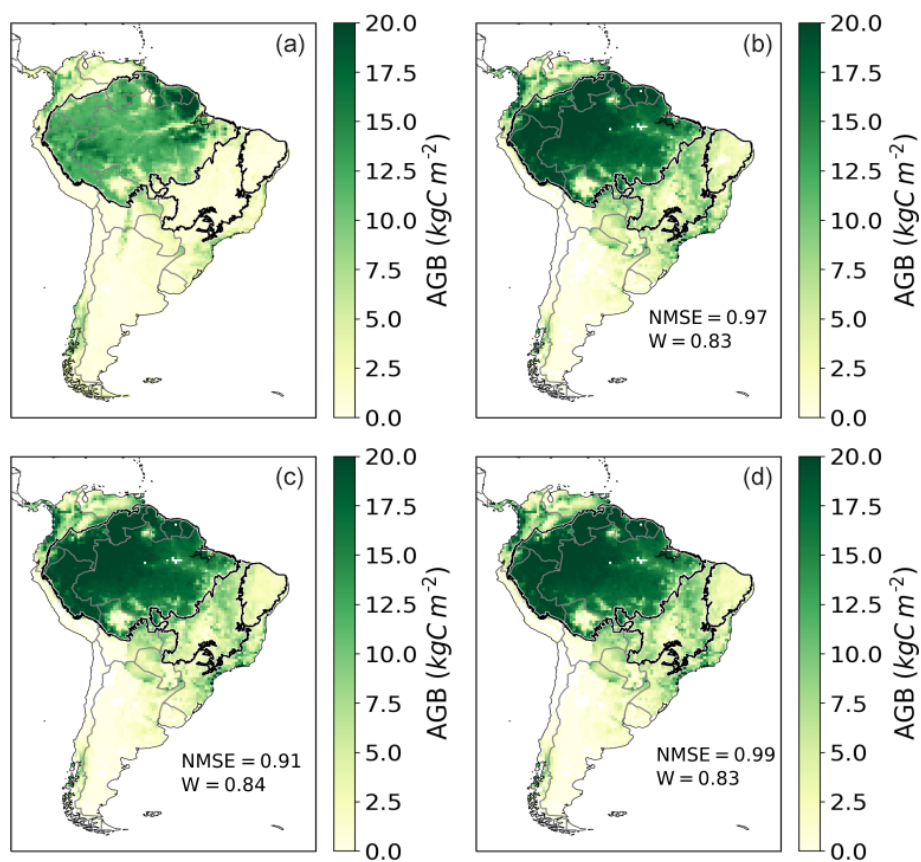 (a)
20.0
17.5
15.0
12.5
10.0
7.5
5.0
2.5
0.0
AGB (kgC m⁻²)
(b)
NMSE = 0.97
W = 0.83
20.0
17.5
15.0
12.5
10.0
7.5
5.0
2.5
0.0
AGB (kgC m⁻²)
(c)
NMSE = 0.91
W = 0.84
20.0
17.5
15.0
12.5
10.0
7.5
5.0
2.5
0.0
AGB (kgC m⁻²)
(d)
NMSE = 0.99
W = 0.83
20.0
17.5
15.0
12.5
10.0
7.5
5.0
2.5
0.0
AGB (kgC m⁻²)